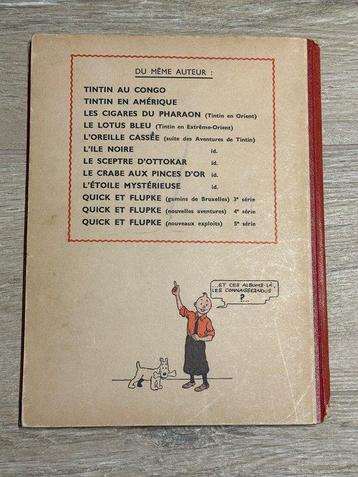 DU MÊME AUTEUR :
TINTIN AU CONGO
TINTIN EN AMÉRIQUE
LES CIGARES DU PHARAON (Tintin en Orient)
LE LOTUS BLEU (Tintin en Extrême-Orient)
L'OREILLE CASSÉE (suite des Aventures de Tintin)
L'ILE NOIRE id.
LE SCEPTRE D'OTTOKAR id.
LE CRABE AUX PINCES D'OR id.
L'ÉTOILE MYSTÉRIEUSE id.
QUICK ET FLUPKE (gamins de Bruxelles) 3e série
QUICK ET FLUPKE (nouvelles aventures) 4e série
QUICK ET FLUPKE (nouveaux exploits) 5e série
...ET CES ALBUMS-LÀ,
LES CONNAISSEZ-VOUS
?...